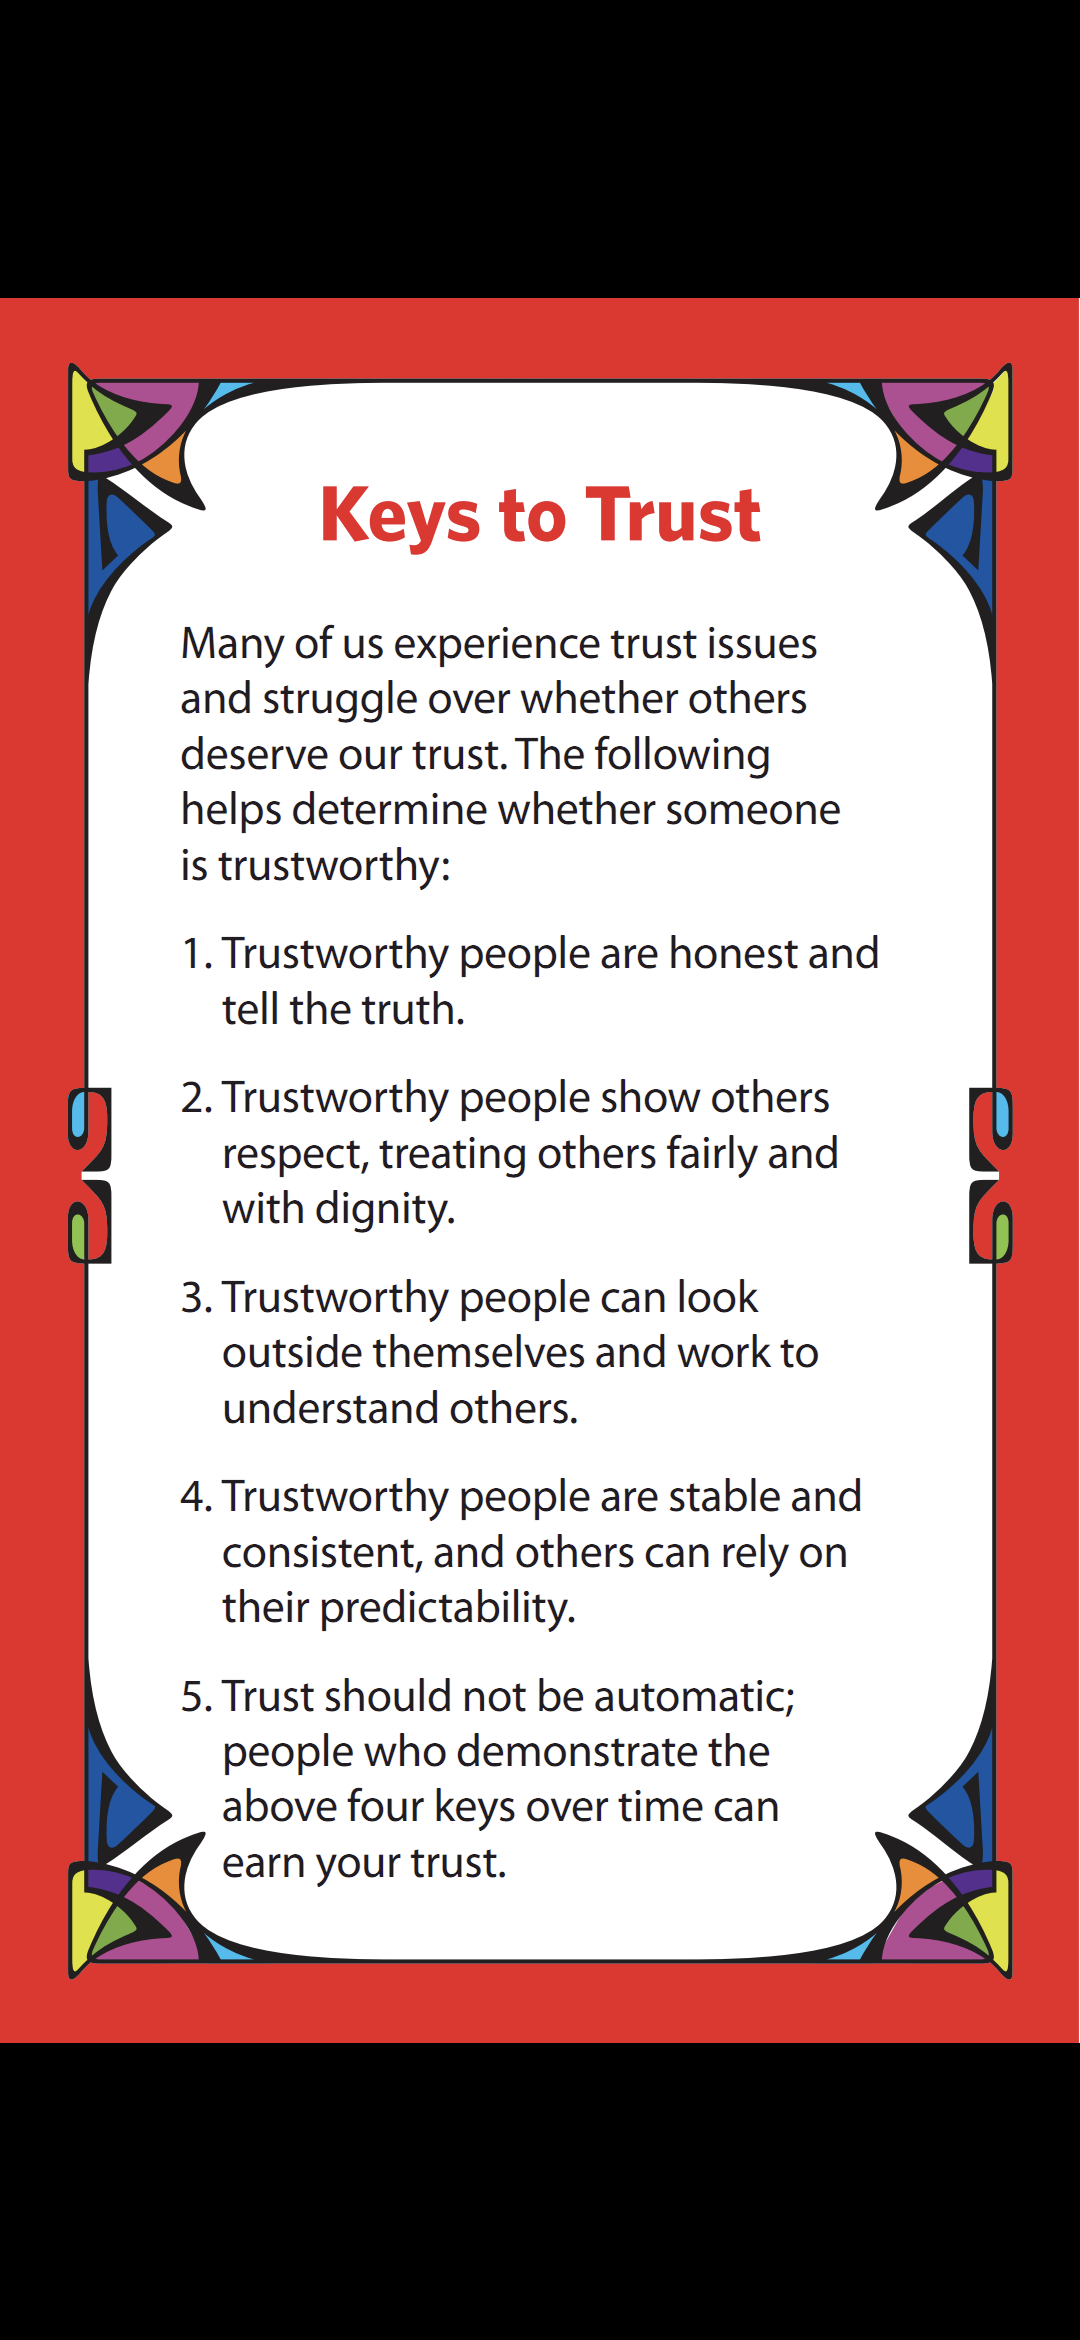 Keys to Trust
Many of us experience trust issues
and struggle over whether others
deserve our trust. The following
helps determine whether someone
is trustworthy:
1. Trustworthy people are honest and
tell the truth.
2. Trustworthy people show others
respect, treating others fairly and
with dignity.
3. Trustworthy people can look
outside themselves and work to
understand others.
4. Trustworthy people are stable and
consistent, and others can rely on
their predictability.
5. Trust should not be automatic;
people who demonstrate the
above four keys over time can
earn your trust.